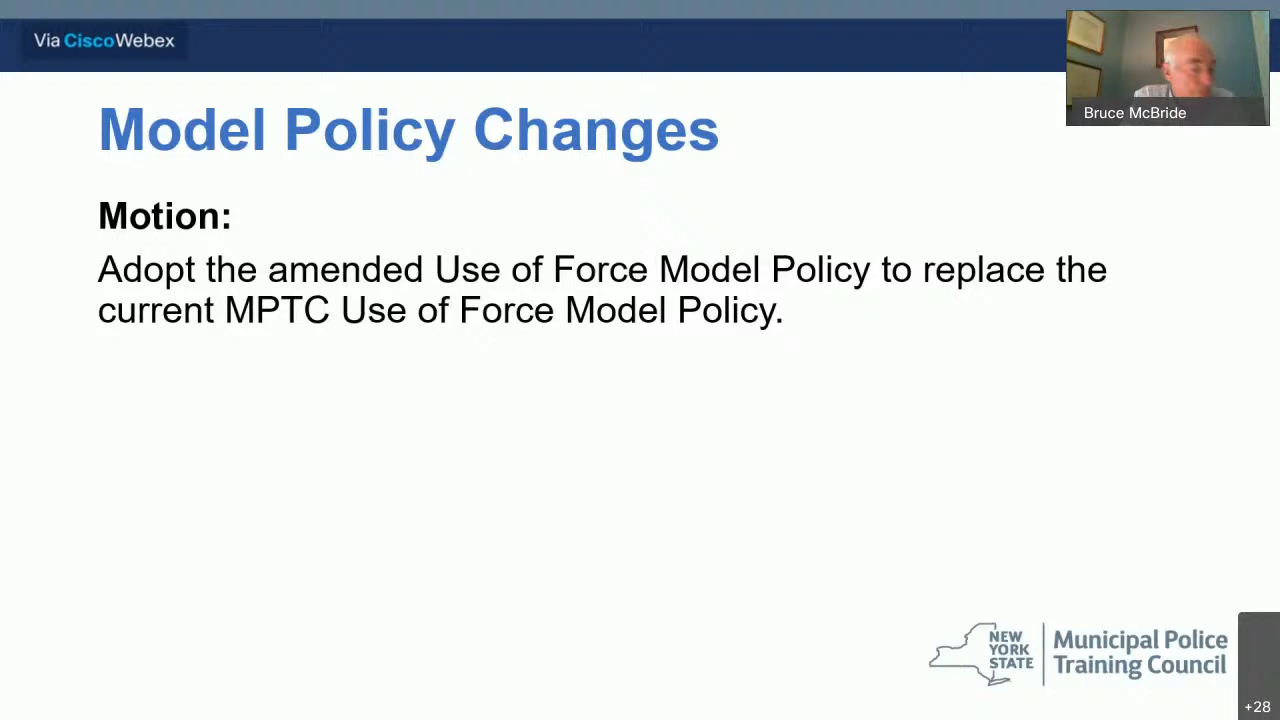 Via CiscoWebex
Bruce McBride
Model Policy Changes
Motion:
Adopt the amended Use of Force Model Policy to replace the
current MPTC Use of Force Model Policy.
NEW
YORK
STATE
Municipal Police
Training Council
+28